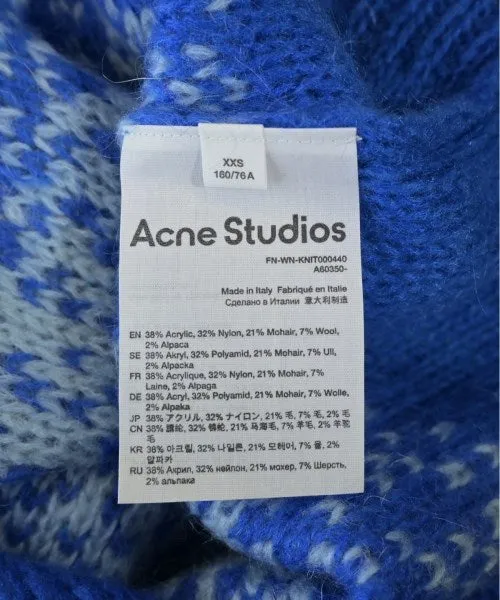 XXS
160/76A
Acne Studios
FN-WN-KNIT000440
A60350-
Made in Italy Fabriqué en Italie
Сделано в Италии 意大利制造
EN 38% Acrylic, 32% Nylon, 21% Mohair, 7% Wool,
2% Alpaca
SE 38% Akryl, 32% Polyamid, 21% Mohair, 7% Ull,
2% Alpacka
FR 38% Acrylique, 32% Nylon, 21% Mohair, 7%
Laine, 2% Alpaga
DE 38% Acryl, 32% Polyamid, 21% Mohair, 7% Wolle,
2% Alpaka
JP 38% アクリル, 32% ナイロン, 21% 毛, 7% 毛, 2% 毛
CN 38% 腈纶, 32% 锦纶, 21% 马海毛, 7% 羊毛, 2% 羊驼
毛
KR 38% 아크릴, 32% 나일론, 21% 모헤어, 7% 울, 2%
알파카
RU 38% Акрил, 32% нейлон, 21% мохер, 7% Шерсть,
2% альпака